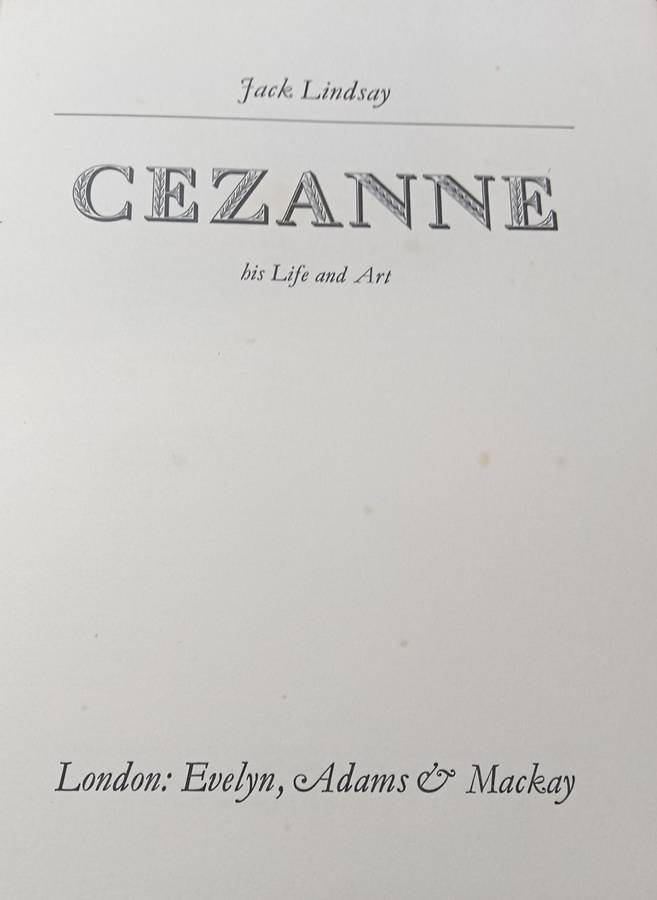 Jack Lindsay
CEZANNE
his Life and Art
London: Evelyn, Adams & Mackay